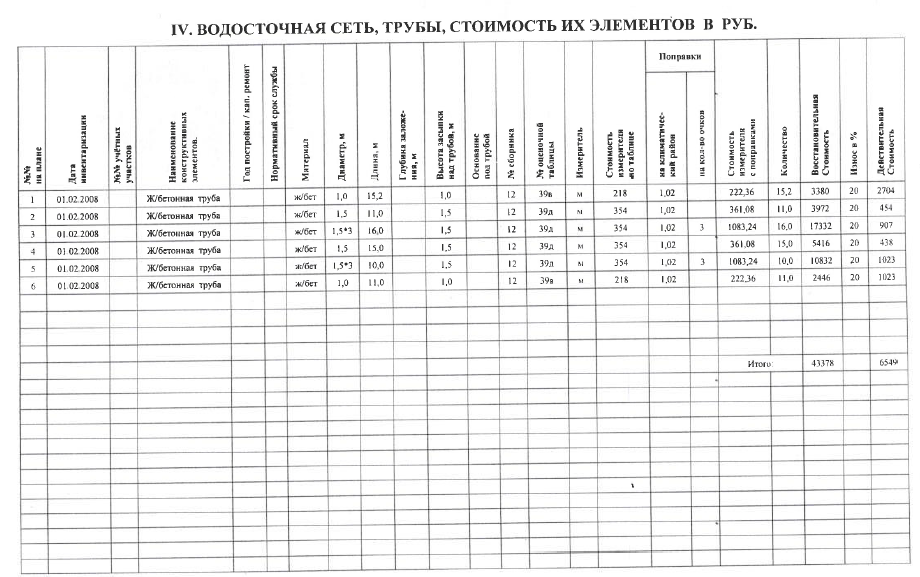 IV. ВОДОСТОЧНАЯ СЕТЬ, ТРУБЫ, СТОИМОСТЬ ИХ ЭЛЕМЕНТОВ В РУБ.
№№ на плане | Дата инвентаризации | №№ учётных участков | Наименование конструктивных элементов. | Год постройки / кап. ремонт | Нормативный срок службы | Материал | Диаметр, м | Длина, м | Глубина заложения, м | Высота засыпки над трубой, м | Основание под трубой | № сборника | № оценочной таблицы | Измеритель | Стоимость измерителя по таблице | Поправки | на климатический район | на кол-во очков | Стоимость измерителя с поправками | Количество | Восстановительная Стоимость | Износ в % | Действительная Стоимость
1 01.02.2008 Ж/бетонная труба ж/бет 1,0 15,2 1,0 12 39в м 218 1,02 222,36 15,2 3380 20 2704
2 01.02.2008 Ж/бетонная труба ж/бет 1,5 11,0 1,5 12 39д м 354 1,02 361,08 11,0 3972 20 454
3 01.02.2008 Ж/бетонная труба ж/бет 1,5*3 16,0 1,5 12 39д м 354 1,02 3 1083,24 16,0 17332 20 907
4 01.02.2008 Ж/бетонная труба ж/бет 1,5 15,0 1,5 12 39д м 354 1,02 361,08 15,0 5416 20 438
5 01.02.2008 Ж/бетонная труба ж/бет 1,5*3 10,0 1,5 12 39д м 354 1,02 3 1083,24 10,0 10832 20 1023
6 01.02.2008 Ж/бетонная труба ж/бет 1,0 11,0 1,0 12 39в м 218 1,02 222,36 11,0 2446 20 1023
Итого: 43378 6549